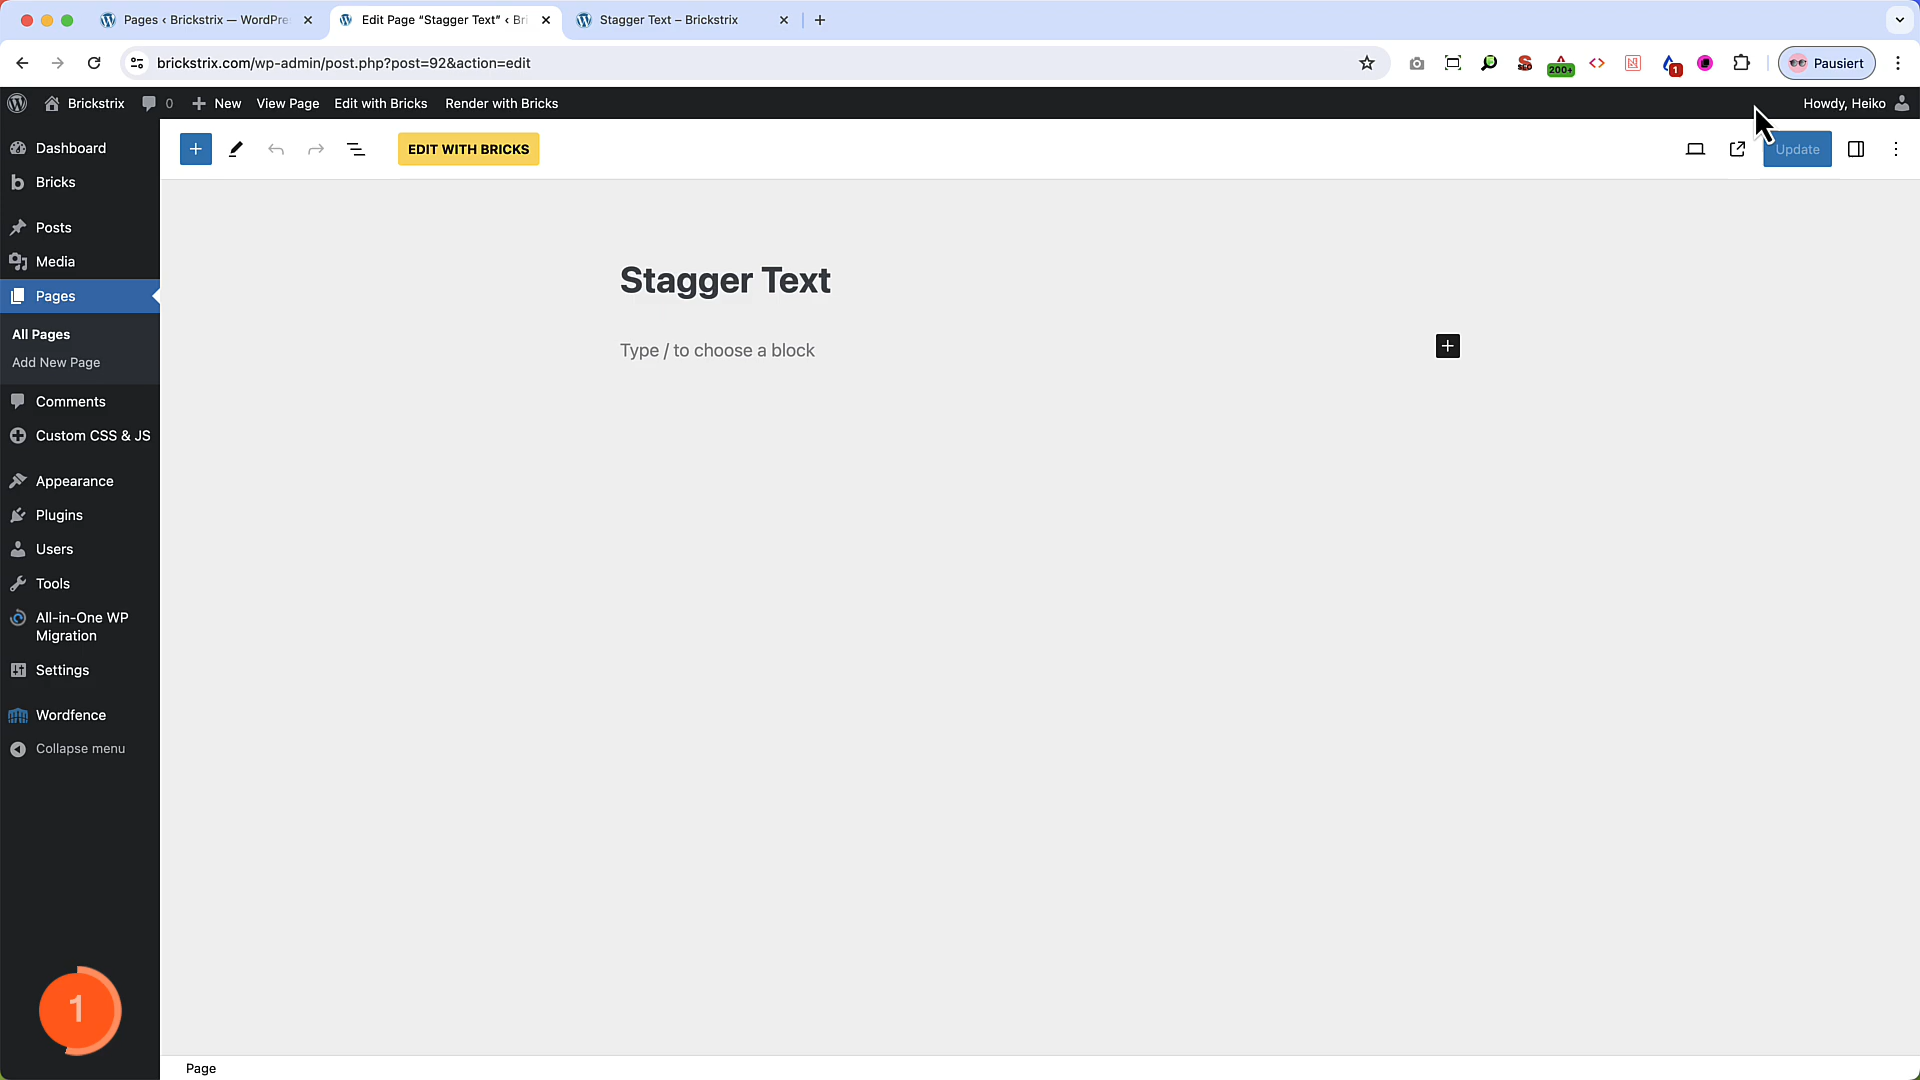 Pages ‹ Brickstrix — WordPre
Edit Page “Stagger Text” ‹ Bri
Stagger Text – Brickstrix
brickstrix.com/wp-admin/post.php?post=92&action=edit
SEO
200+
1
Pausiert
Brickstrix
0
New
View Page
Edit with Bricks
Render with Bricks
Howdy, Heiko
Dashboard
Bricks
Posts
Media
Pages
All Pages
Add New Page
Comments
Custom CSS & JS
Appearance
Plugins
Users
Tools
All-in-One WP
Migration
Settings
Wordfence
Collapse menu
EDIT WITH BRICKS
Update
Stagger Text
Type / to choose a block
1
Page